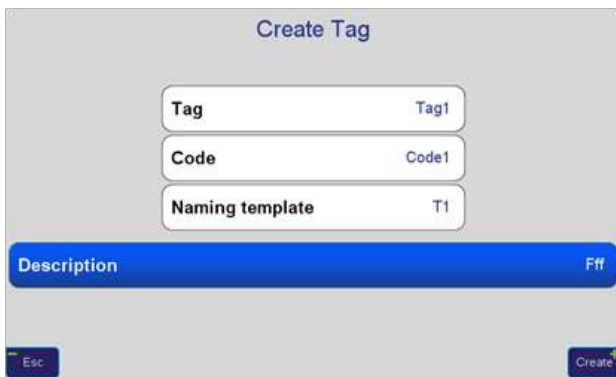 Create Tag
Tag Tag1
Code Code1
Naming template T1
Description Fff
Esc Create